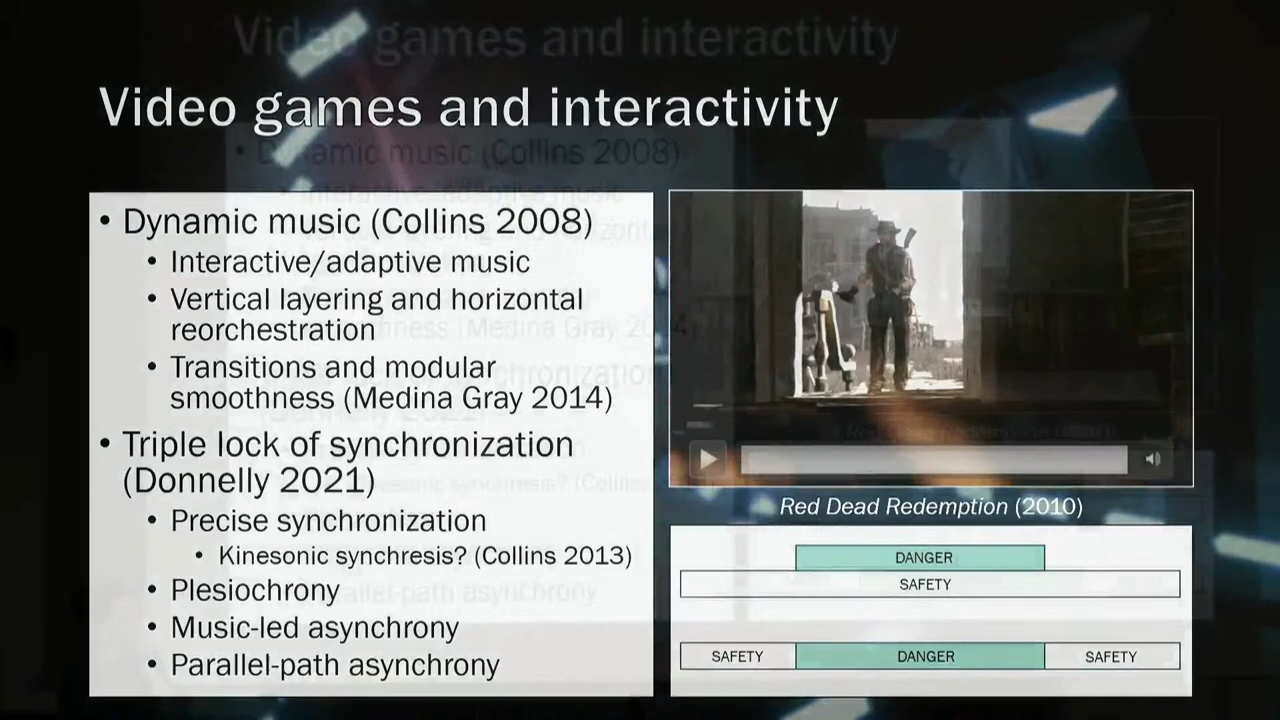 Video games and interactivity
• Dynamic music (Collins 2008)
• Interactive/adaptive music
• Vertical layering and horizontal
reorchestration
• Transitions and modular
smoothness (Medina Gray 2014)
• Triple lock of synchronization
(Donnelly 2021)
• Precise synchronization
• Kinesonic synchresis? (Collins 2013)
• Plesiochrony
• Music-led asynchrony
• Parallel-path asynchrony
Red Dead Redemption (2010)
DANGER
SAFETY
SAFETY DANGER SAFETY